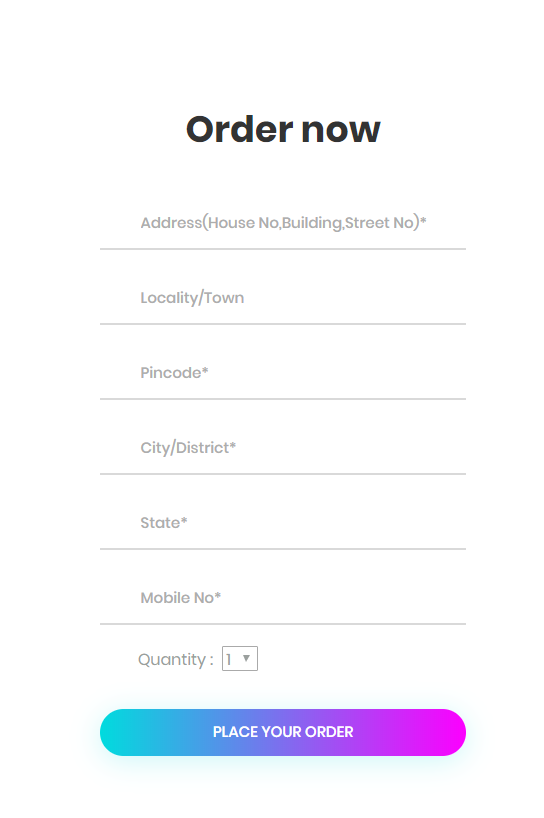 Order now
Address(House No,Building,Street No)*
Locality/Town
Pincode*
City/District*
State*
Mobile No*
Quantity : 1
PLACE YOUR ORDER